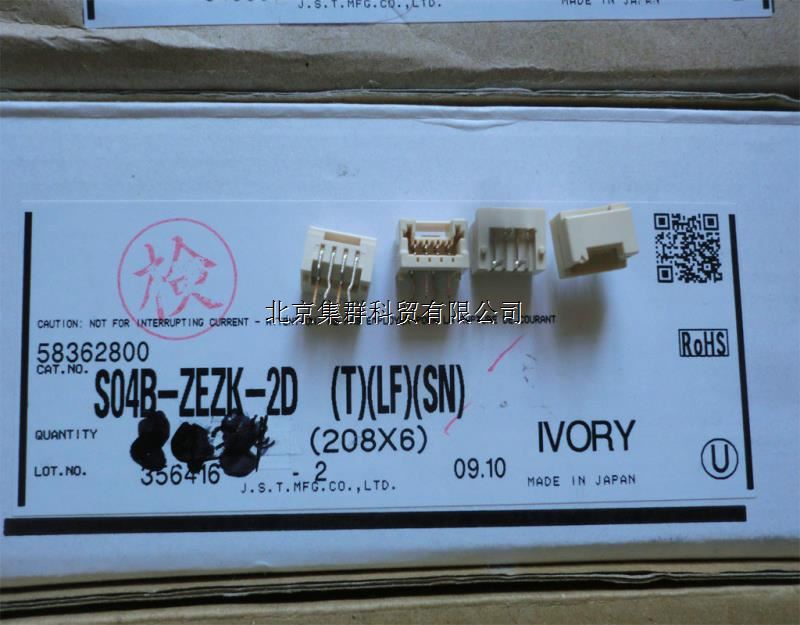 J.S.T.MFG.CO.,LTD. MADE IN JAPAN
検
北京集群科贸有限公司
CAUTION: NOT FOR INTERRUPTING CURRENT -
58362800
CAT.NO. S04B-ZEZK-2D (T)(LF)(SN)
RoHS
QUANTITY (208X6) IVORY
LOT.NO. 356416 - 2 09.10 MADE IN JAPAN
U
J.S.T.MFG.CO.,LTD.